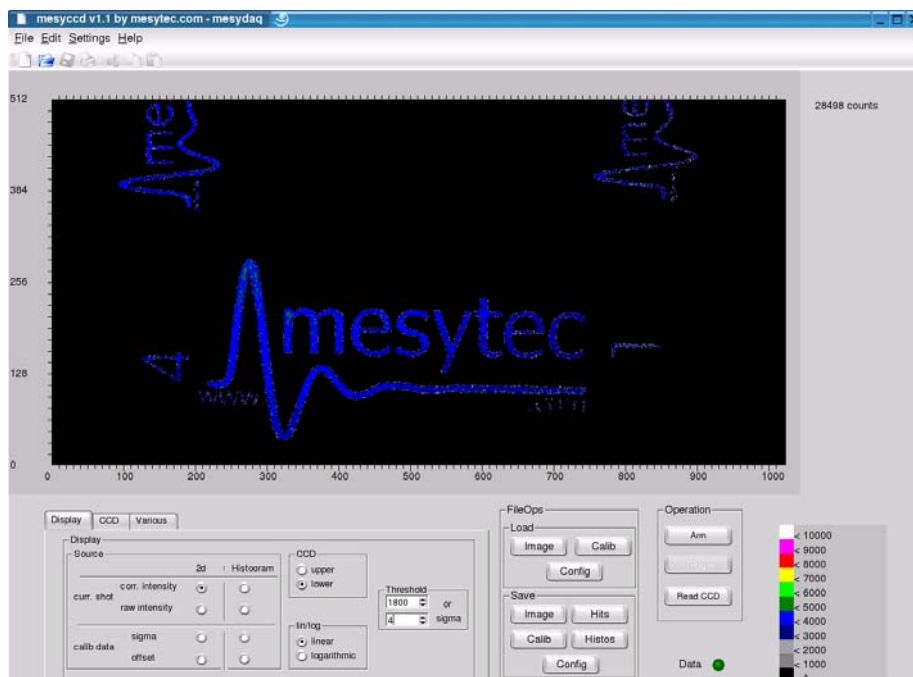 mesyccd v1.1 by mesytec.com - mesydaq
File Edit Settings Help
512
384
256
128
0
28498 counts
me
me
mesytec
4
1
0 100 200 300 400 500 600 700 800 900 1000
Display CCD Various
Display
Source
2d Histogram
curr. shot
corr. intensity
raw intensity
calib data
sigma
offset
CCD
upper
lower
lin/log
linear
logarithmic
Threshold
1800 or
4 sigma
FileOps
Load
Image Calib
Config
Save
Image Hits
Calib Histos
Config
Operation
Arm
Read CCD
Data
< 10000
< 9000
< 8000
< 7000
< 6000
< 5000
< 4000
< 3000
< 2000
< 1000